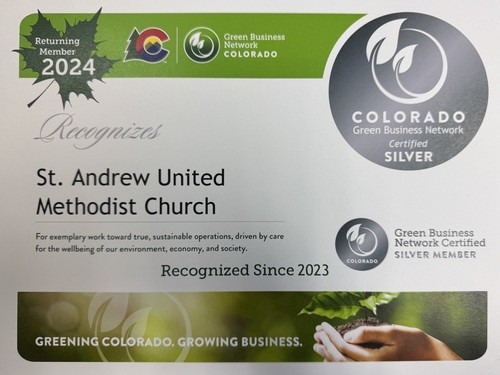 Returning
Member
2024
Green Business
Network
COLORADO
COLORADO
Green Business Network
Certified
SILVER
Recognizes
St. Andrew United
Methodist Church
For exemplary work toward true, sustainable operations, driven by care
for the wellbeing of our environment, economy, and society.
Green Business
Network Certified
SILVER MEMBER
COLORADO
Recognized Since 2023
GREENING COLORADO. GROWING BUSINESS.